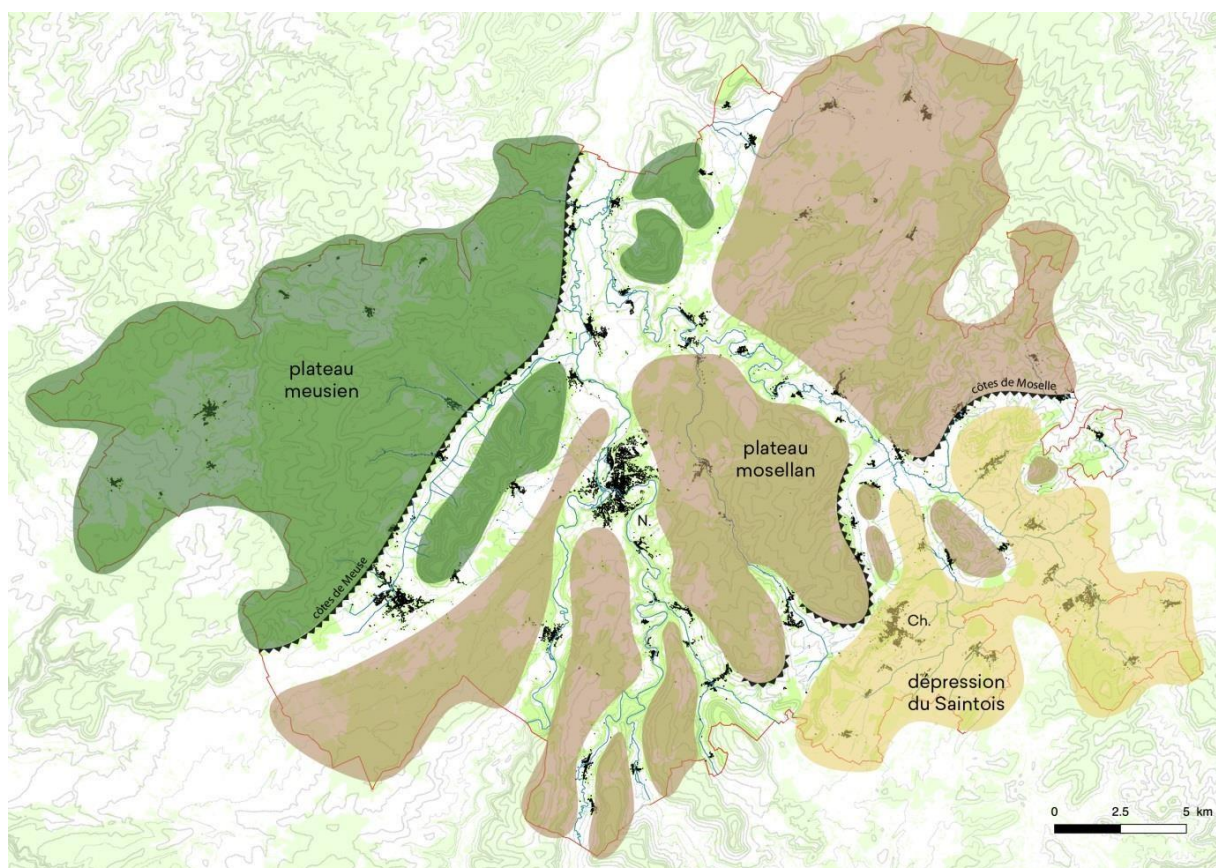 plateau
meusien
côtes de Moselle
plateau
mosellan
N.
côtes de Meuse
Ch.
dépression
du Saintois
0 2.5 5 km